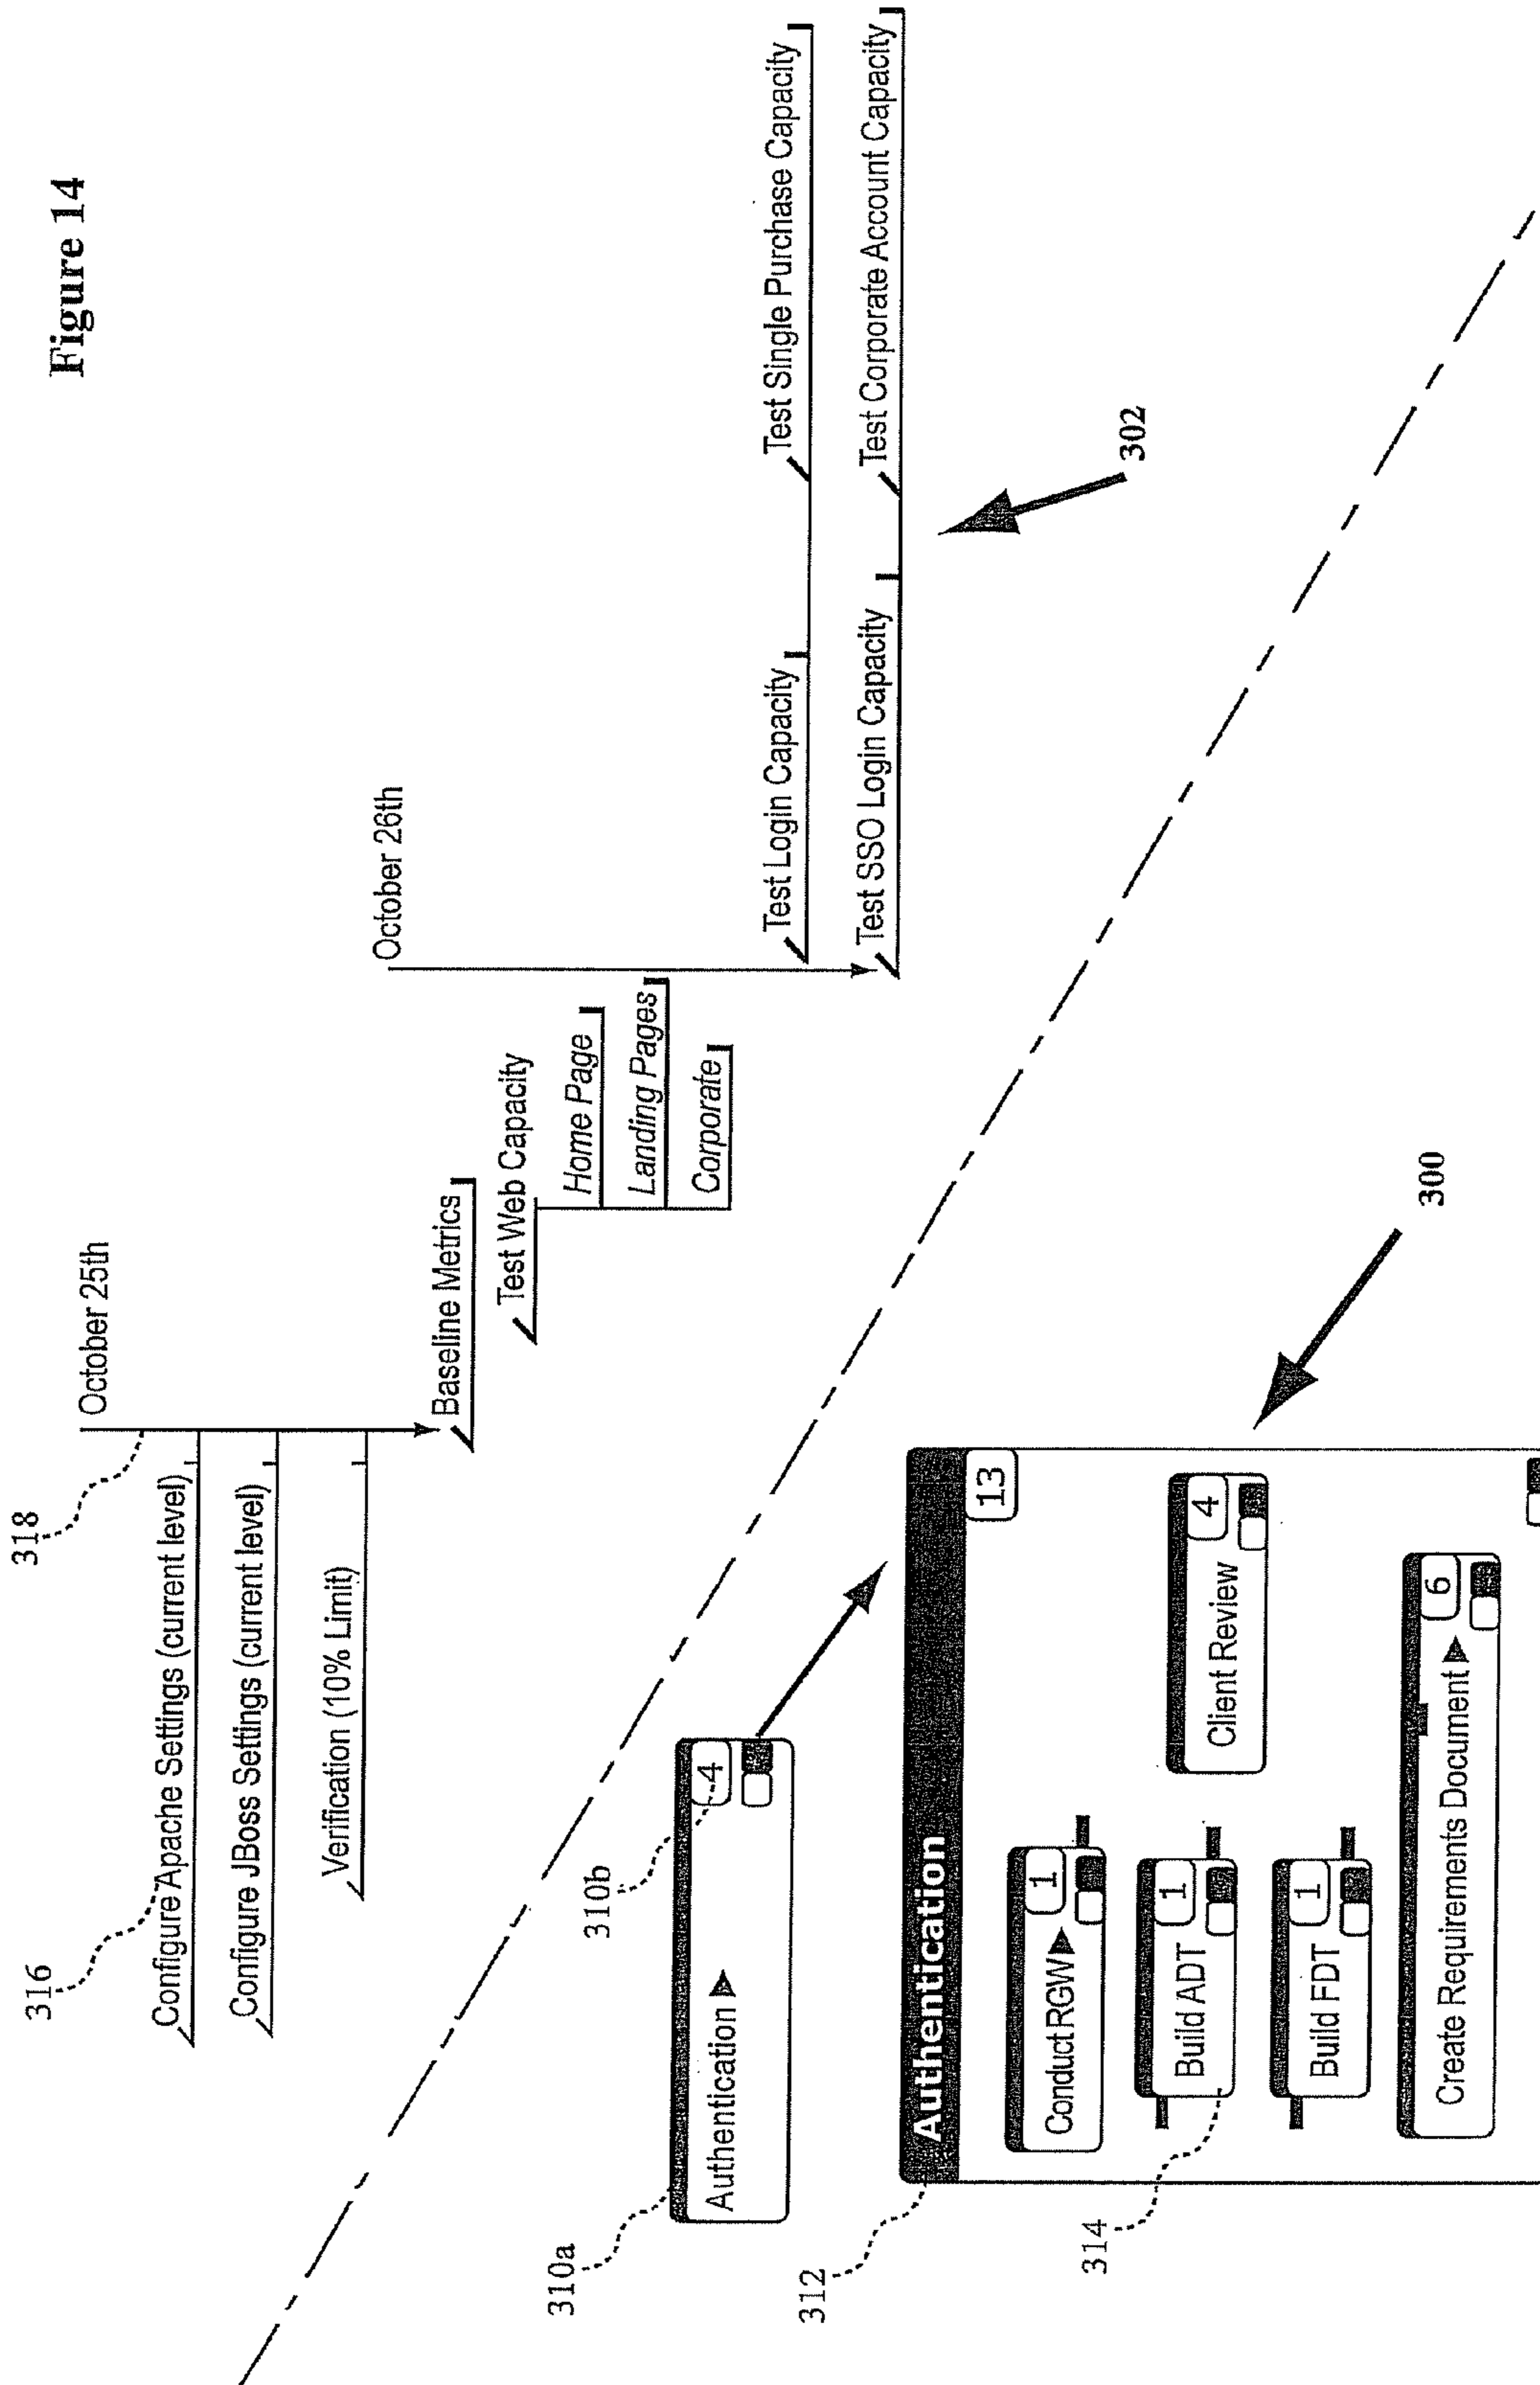 Figure 14
316
318
Configure Apache Settings (current level)
October 25th
Configure JBoss Settings (current level)
Verification (10% Limit)
Baseline Metrics
October 26th
Test Web Capacity
Home Page
Landing Pages
Corporate
Test Login Capacity
Test Single Purchase Capacity
Test SSO Login Capacity
Test Corporate Account Capacity
302
310a
310b
Authentication
4
312
Authentication
13
300
314
Conduct RGW
1
Build ADT
1
Client Review
4
Build FDT
1
Create Requirements Document
6